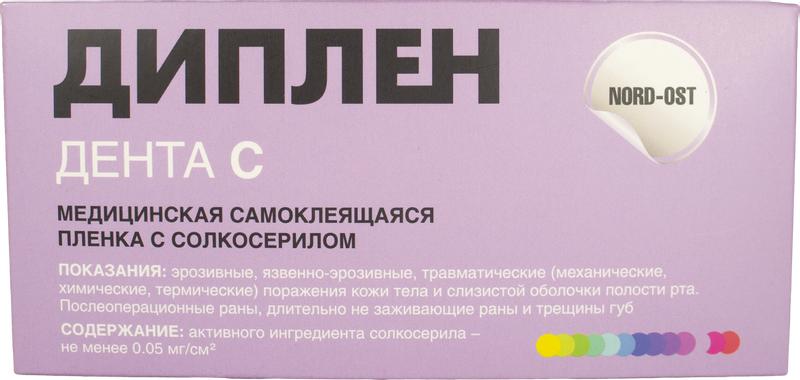 ДИПЛЕН
NORD-OST
ДЕНТА С
МЕДИЦИНСКАЯ САМОКЛЕЯЩАЯСЯ
ПЛЕНКА С СОЛКОСЕРИЛОМ
ПОКАЗАНИЯ: эрозивные, язвенно-эрозивные, травматические (механические,
химические, термические) поражения кожи тела и слизистой оболочки полости рта.
Послеоперационные раны, длительно не заживающие раны и трещины губ
СОДЕРЖАНИЕ: активного ингредиента солкосерила –
не менее 0.05 мг/см²